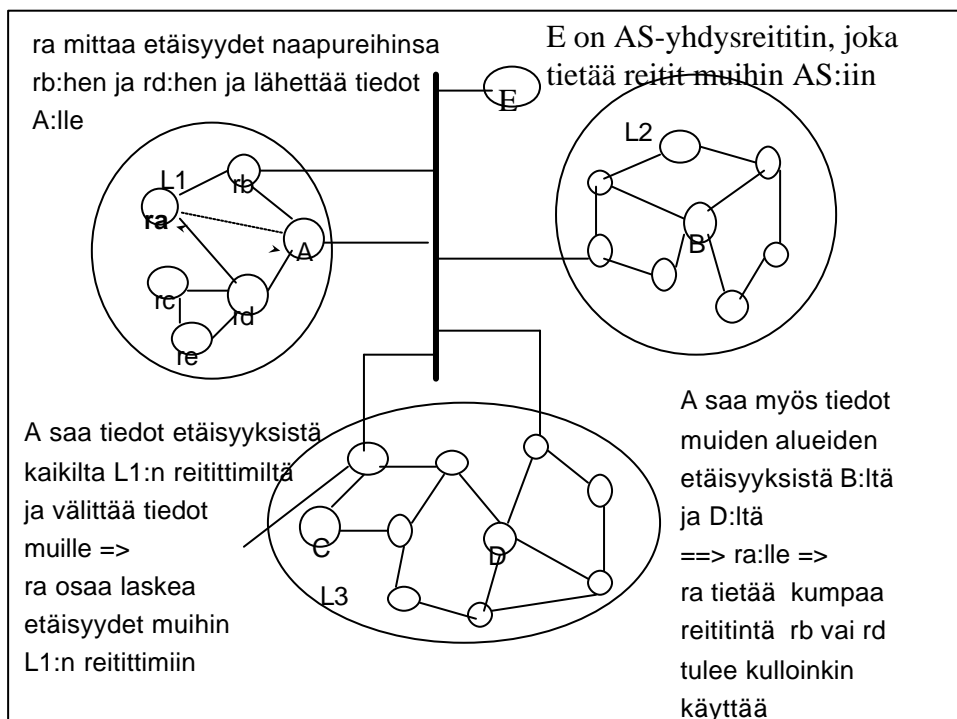 ra mittaa etäisyydet naapureihinsa
rb:hen ja rd:hen ja lähettää tiedot
A:lle
E on AS-yhdysreititin, joka
tietää reitit muihin AS:iin
E
L1
rb
ra
A
rc
rd
re
L2
B
A saa tiedot etäisyyksistä
kaikilta L1:n reitittimiltä
ja välittää tiedot
muille =>
ra osaa laskea
etäisyydet muihin
L1:n reitittimiin
C
D
L3
A saa myös tiedot
muiden alueiden
etäisyyksistä B:ltä
ja D:ltä
==> ra:lle =>
ra tietää kumpaa
reititintä rb vai rd
tulee kulloinkin
käyttää